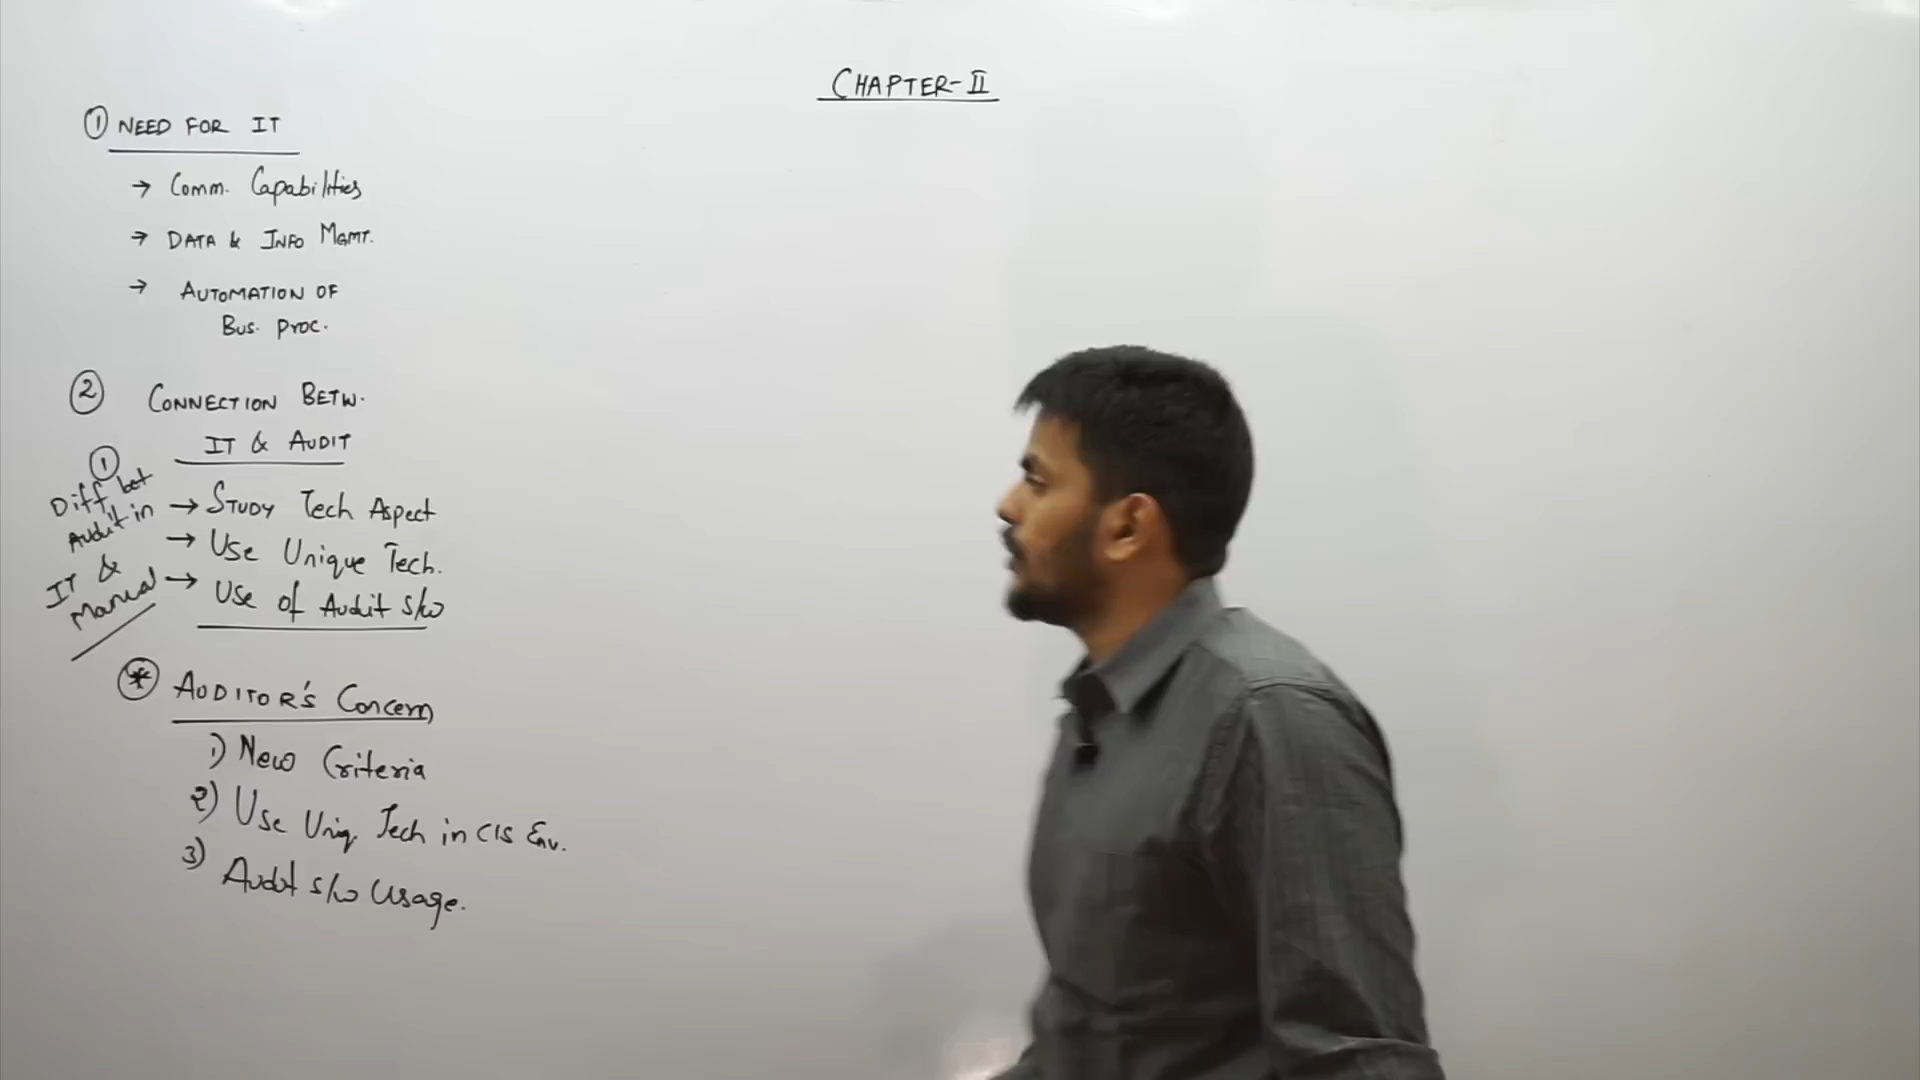 CHAPTER-II
① NEED FOR IT
→ Comm. Capabilities
→ DATA & INFO MGMT.
→ AUTOMATION OF
Bus. Proc.
② CONNECTION BETW.
IT & AUDIT
①
Diff bet
Audit in
IT &
Manual
→ STUDY Tech Aspect
→ Use Unique Tech.
→ Use of Audit s/w
* AUDITOR'S Concern
1) New Criteria
2) Use Uniq. Tech in CIS Env.
3) Audit s/w Usage.